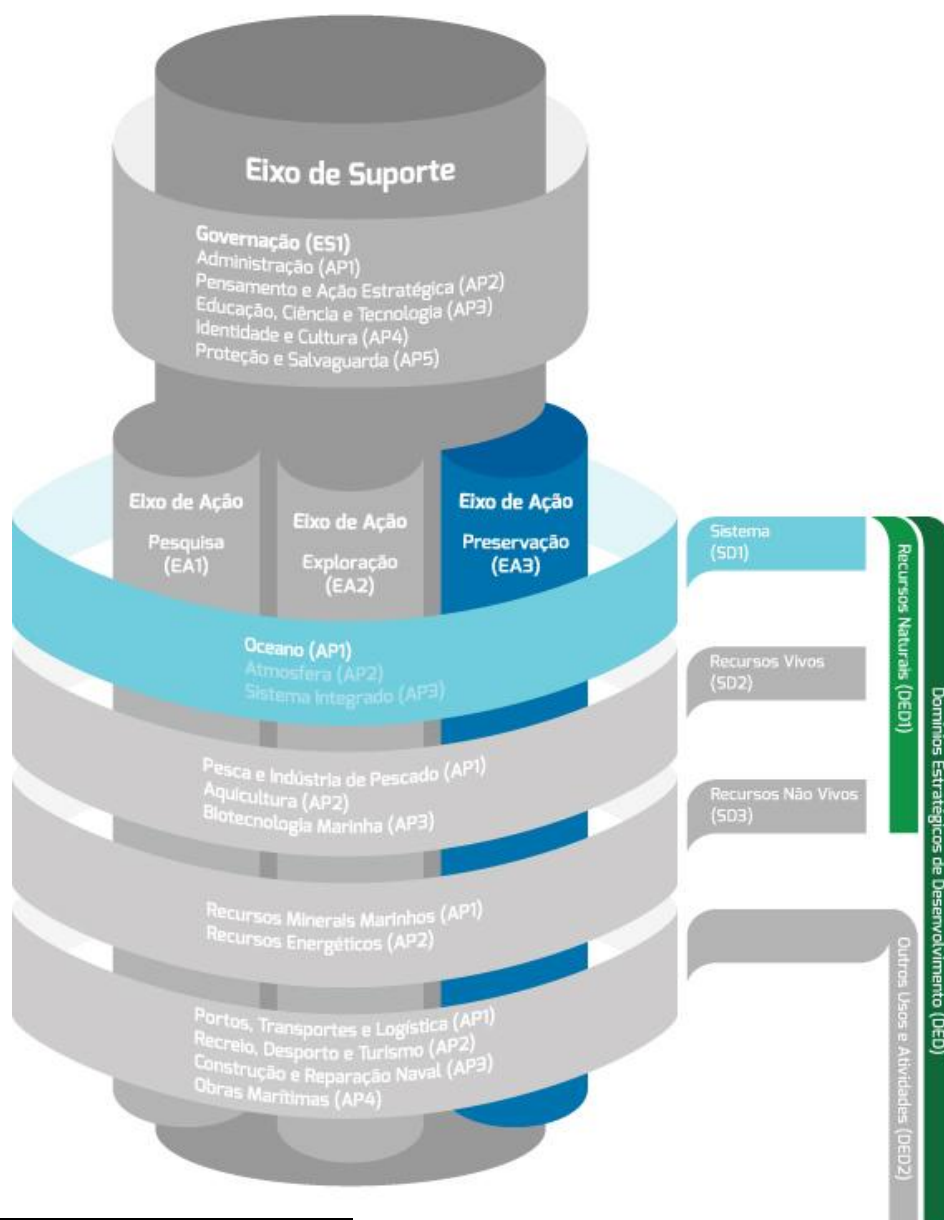 Eixo de Suporte
Governação (ES1)
Administração (AP1)
Pensamento e Ação Estratégica (AP2)
Educação, Ciência e Tecnologia (AP3)
Identidade e Cultura (AP4)
Proteção e Salvaguarda (AP5)
Eixo de Ação
Pesquisa
(EA1)
Eixo de Ação
Exploração
(EA2)
Eixo de Ação
Preservação
(EA3)
Oceano (AP1)
Atmosfera (AP2)
Sistema Integrado (AP3)
Sistema
(SD1)
Pesca e Indústria de Pescado (AP1)
Aquicultura (AP2)
Biotecnologia Marinha (AP3)
Recursos Vivos
(SD2)
Recursos Minerais Marinhos (AP1)
Recursos Energéticos (AP2)
Recursos Não Vivos
(SD3)
Portos, Transportes e Logística (AP1)
Recreio, Desporto e Turismo (AP2)
Construção e Reparação Naval (AP3)
Obras Marítimas (AP4)
Recursos Naturais (DED1)
Outros Usos e Atividades (DED2)
Domínios Estratégicos de Desenvolvimento (DED)